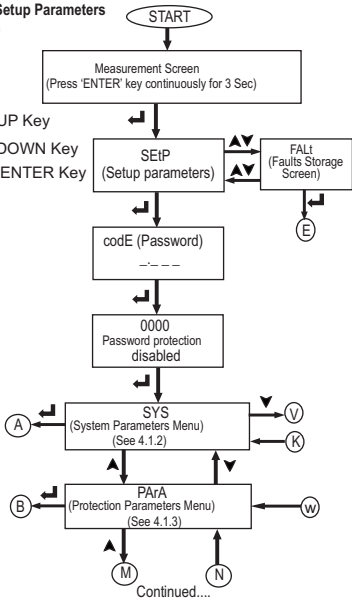 Setup Parameters
START
Measurement Screen
(Press 'ENTER' key continuously for 3 Sec)
UP Key
DOWN Key
ENTER Key
SEtP
(Setup parameters)
FALt
(Faults Storage
Screen)
E
codE (Password)
_._ _ _
0000
Password protection
disabled
SYS
(System Parameters Menu)
(See 4.1.2)
A
V
K
PArA
(Protection Parameters Menu)
(See 4.1.3)
B
w
M
N
Continued....